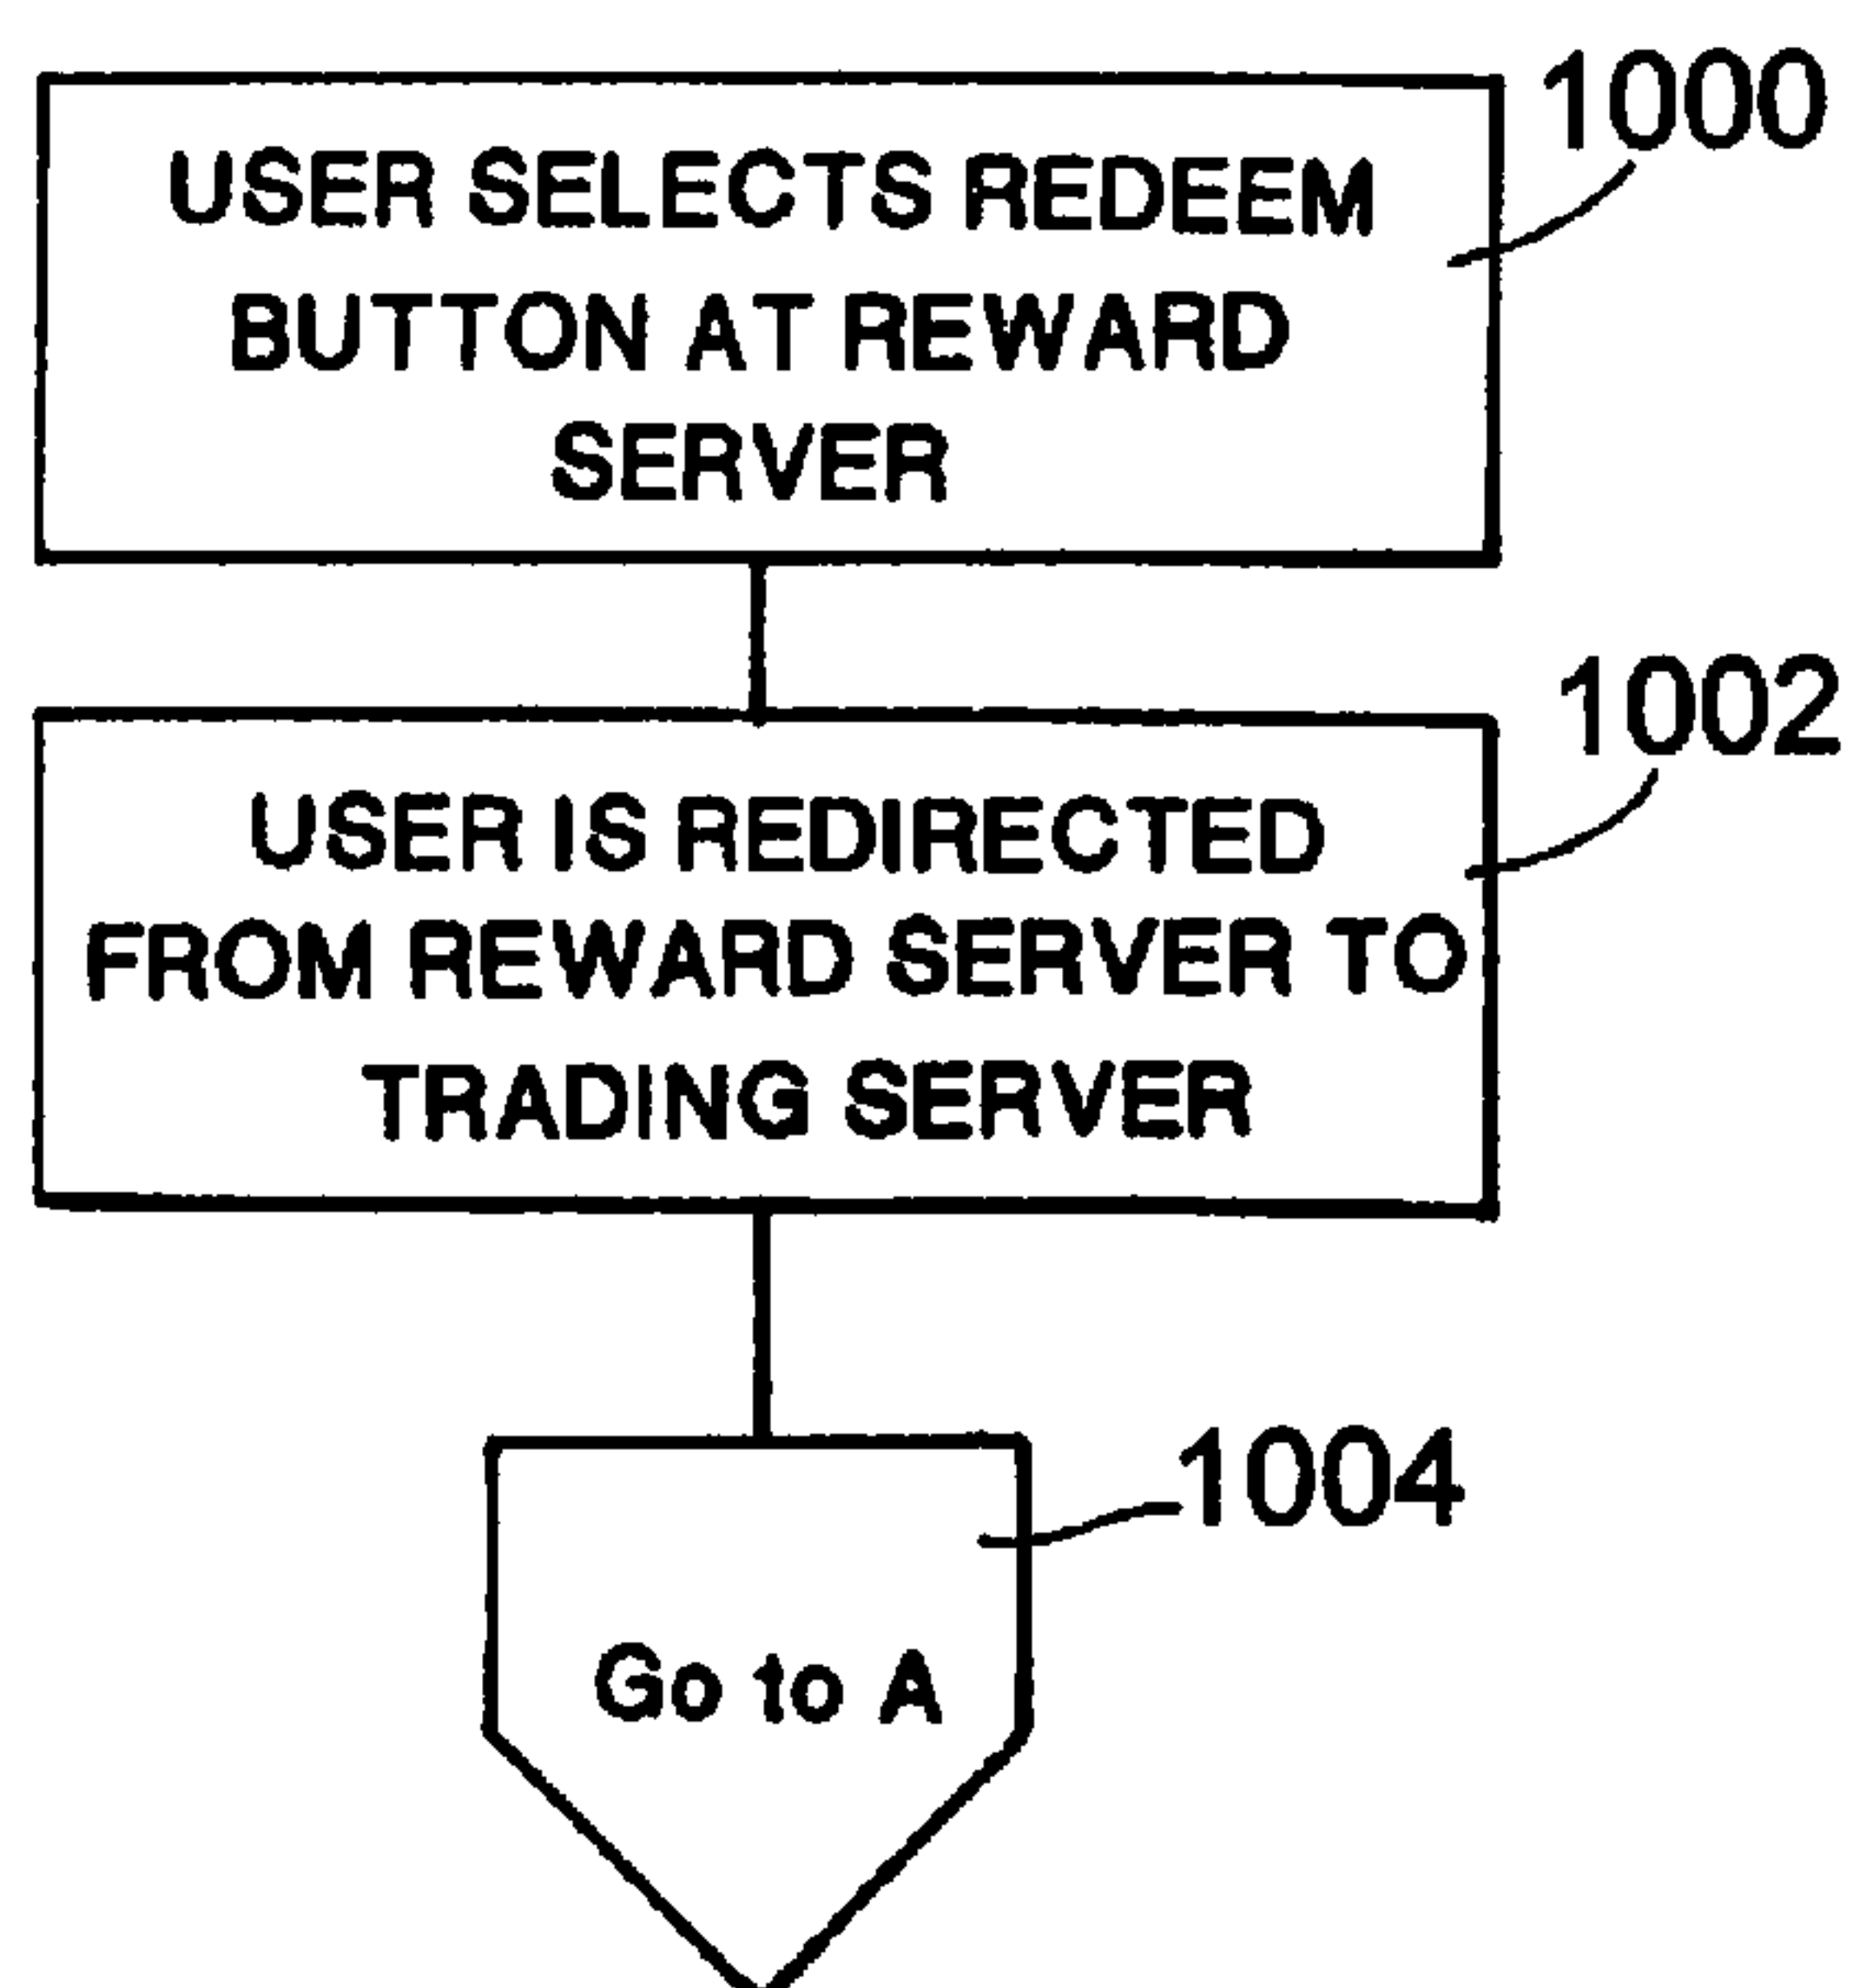 1000
USER SELECTS REDEEM
BUTTON AT REWARD
SERVER
1002
USER IS REDIRECTED
FROM REWARD SERVER TO
TRADING SERVER
1004
Go to A